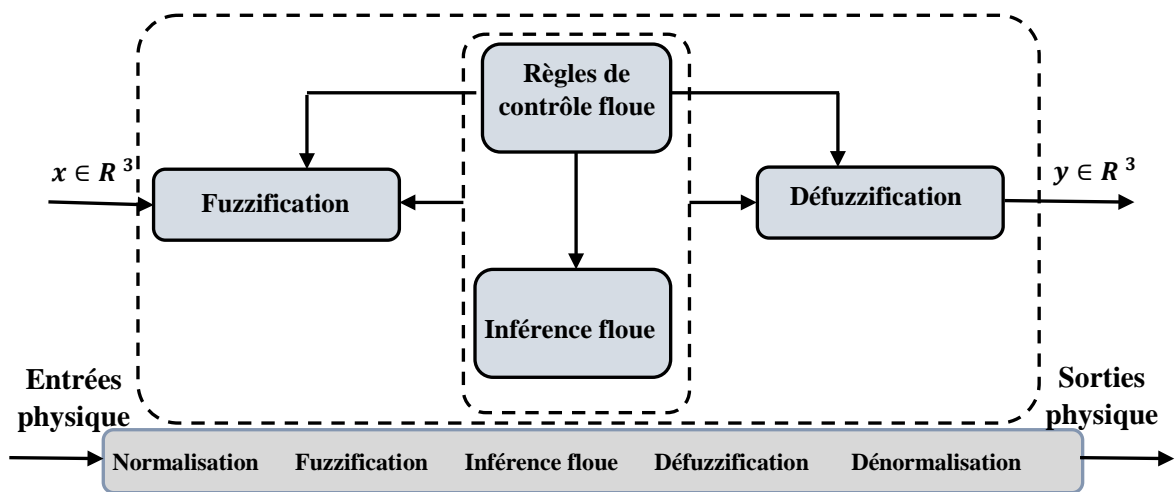 Règles de
contrôle floue
x ∈ R ³
Fuzzification
Défuzzification
y ∈ R ³
Inférence floue
Entrées
physique
Sorties
physique
Normalisation Fuzzification Inférence floue Défuzzification Dénormalisation